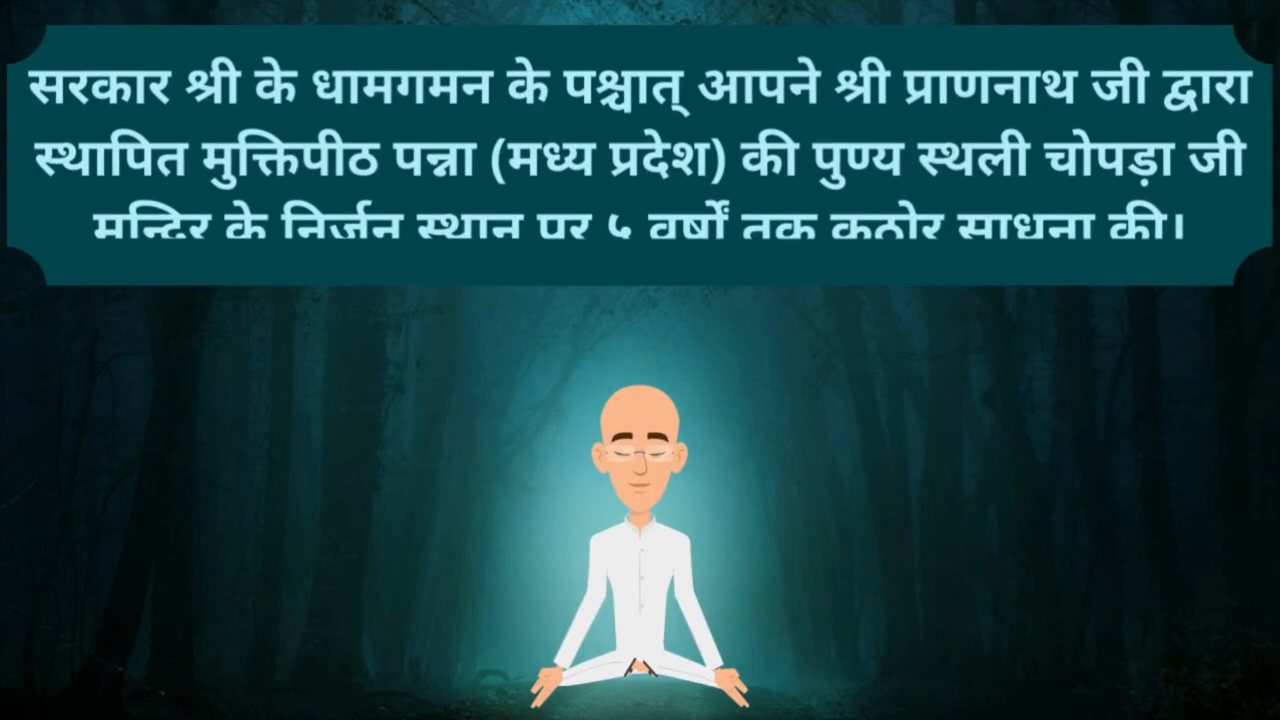 सरकार श्री के धामगमन के पश्चात् आपने श्री प्राणनाथ जी द्वारा
स्थापित मुक्तिपीठ पन्ना (मध्य प्रदेश) की पुण्य स्थली चोपड़ा जी
मन्दिर के निर्जन स्थान पर ५ वर्षों तक कठोर साधना की।